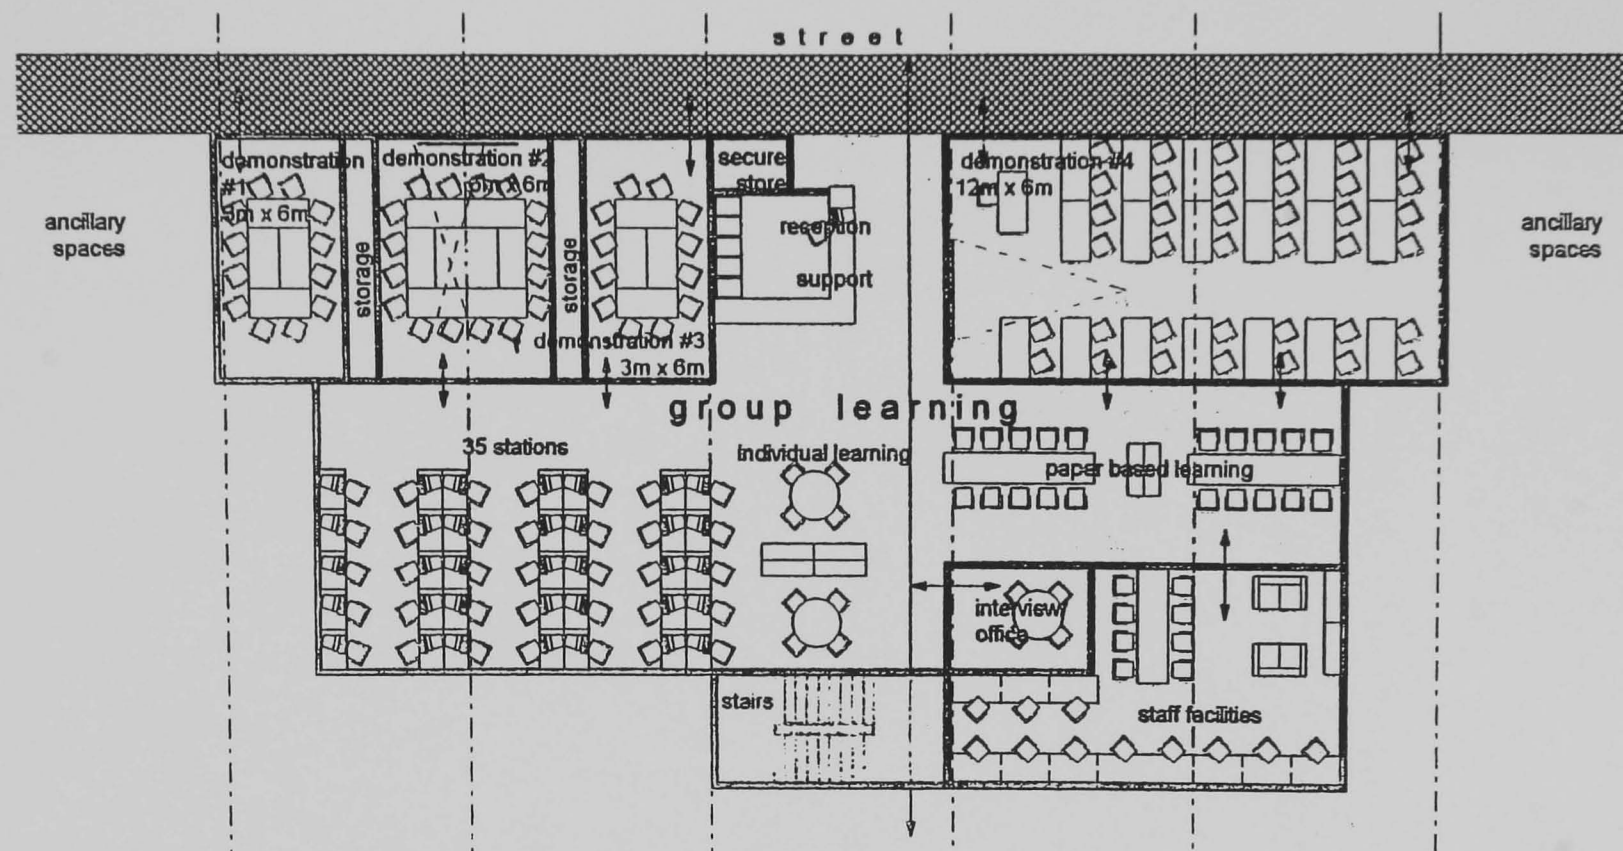 street
demonstration
#1
3m x 6m
demonstration #2
6m x 6m
secure
store
demonstration #4
12m x 6m
ancillary
spaces
ancillary
spaces
storage
storage
reception
support
demonstration #3
3m x 6m
group learning
35 stations
individual learning
paper based learning
interview
office
stairs
staff facilities